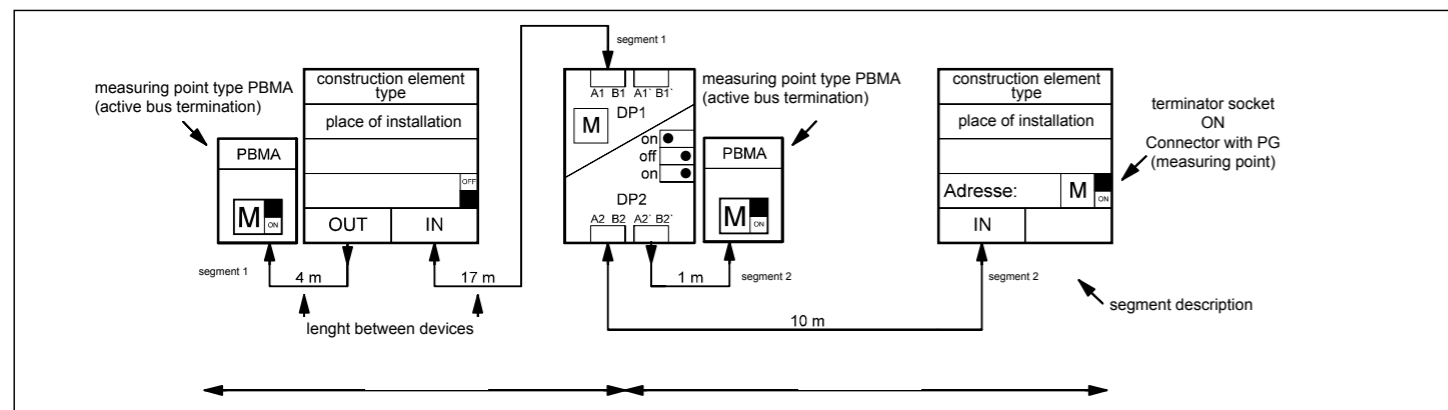 segment 1
measuring point type PBMA
(active bus termination)
PBMA
M
ON
segment 1
construction element
type
place of installation
OFF
OUT
IN
4 m
17 m
lenght between devices
A1 B1 A1` B1`
DP1
M
on
off
on
DP2
A2 B2 A2` B2`
measuring point type PBMA
(active bus termination)
PBMA
M
ON
1 m
segment 2
10 m
construction element
type
place of installation
Adresse:
M
ON
IN
segment 2
terminator socket
ON
Connector with PG
(measuring point)
segment description